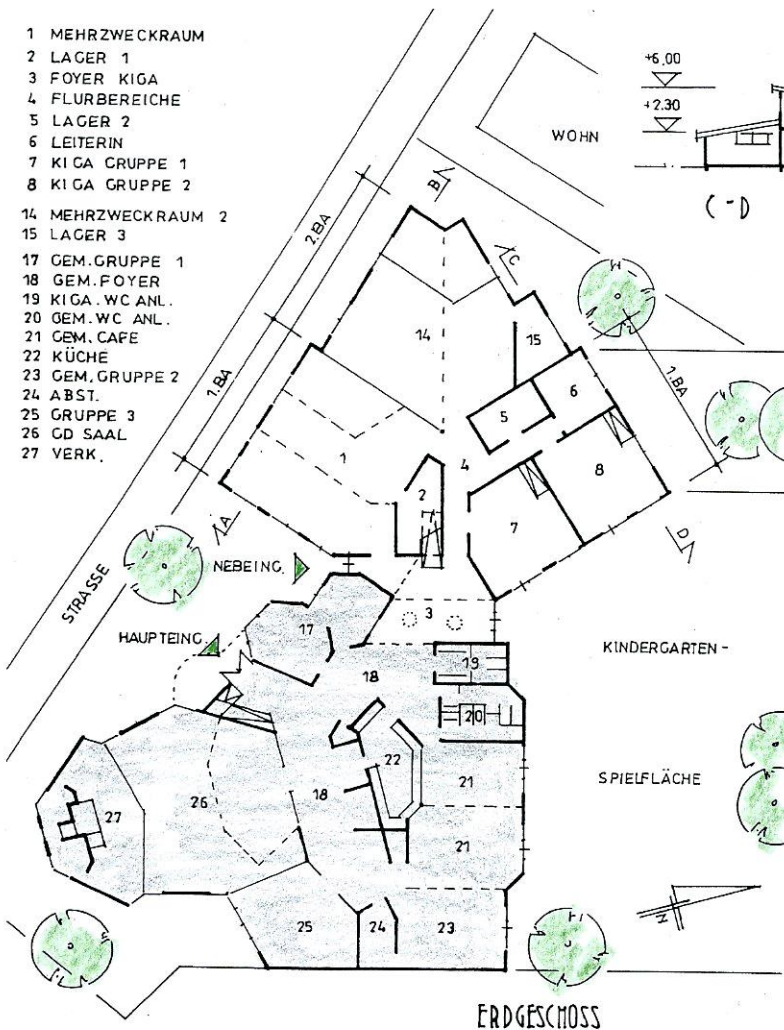 1 MEHRZWECKRAUM
2 LAGER 1
3 FOYER KIGA
4 FLURBEREICHE
5 LAGER 2
6 LEITERIN
7 KIGA GRUPPE 1
8 KIGA GRUPPE 2
14 MEHRZWECKRAUM 2
15 LAGER 3
17 GEM.GRUPPE 1
18 GEM.FOYER
19 KIGA.WC ANL.
20 GEM.WC ANL.
21 GEM.CAFE
22 KÜCHE
23 GEM.GRUPPE 2
24 ABST.
25 GRUPPE 3
26 GD SAAL
27 VERK.
+6,00
+2.30
WOHN
C-D
B
C
2.BA
1.BA
1.BA
14
15
5
6
1
4
2
8
7
A
D
STRASSE
NEBEING.
HAUPTEING.
3
17
KINDERGARTEN-
19
18
20
22
21
SPIELFLÄCHE
26
18
27
21
25
24
23
N
ERDGESCHOSS